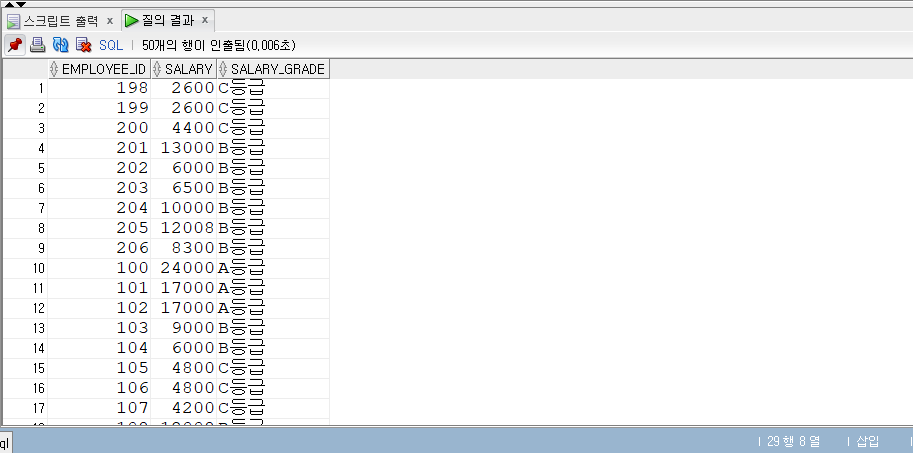 스크립트 출력 x 질의 결과 x
SQL | 50개의 행이 인출됨(0,006초)
EMPLOYEE_ID SALARY SALARY_GRADE
1 198 2600 C등급
2 199 2600 C등급
3 200 4400 C등급
4 201 13000 B등급
5 202 6000 B등급
6 203 6500 B등급
7 204 10000 B등급
8 205 12008 B등급
9 206 8300 B등급
10 100 24000 A등급
11 101 17000 A등급
12 102 17000 A등급
13 103 9000 B등급
14 104 6000 B등급
15 105 4800 C등급
16 106 4800 C등급
17 107 4200 C등급
ql | 29 행 8 열 | 삽입 |